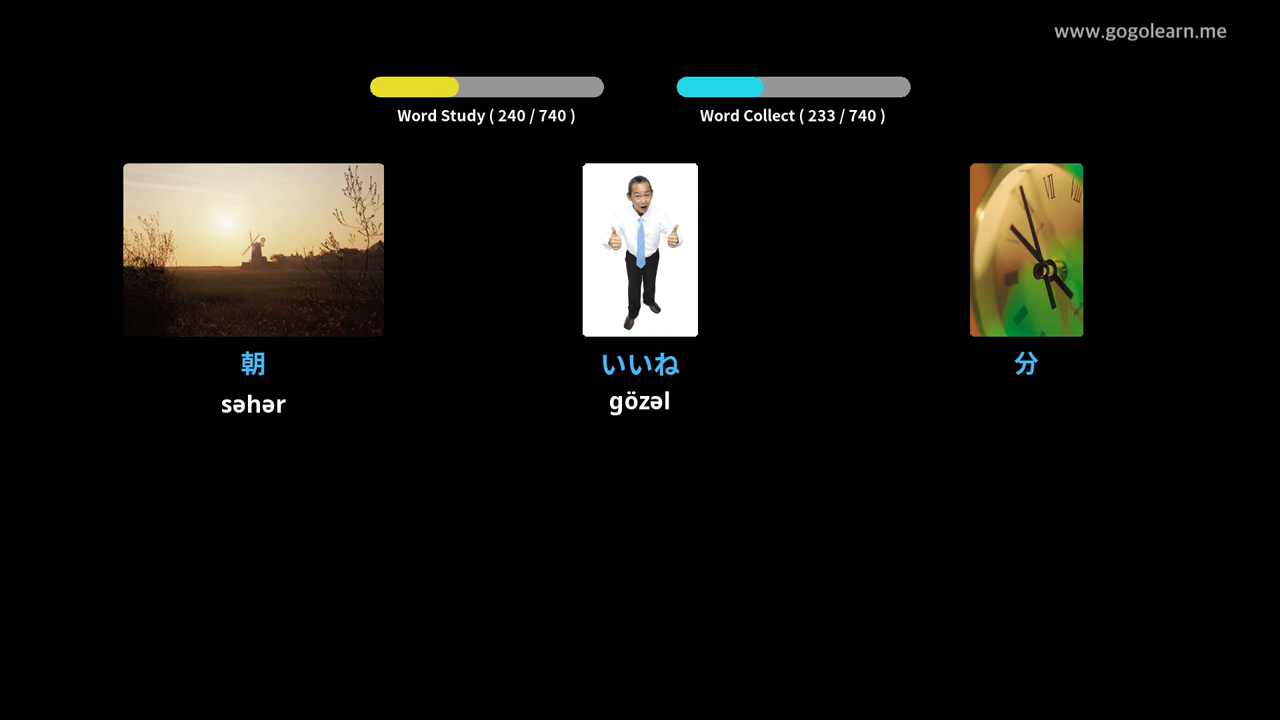 www.gogolearn.me
Word Study ( 240 / 740 )
Word Collect ( 233 / 740 )
朝
いいね
分
səhər
gözəl